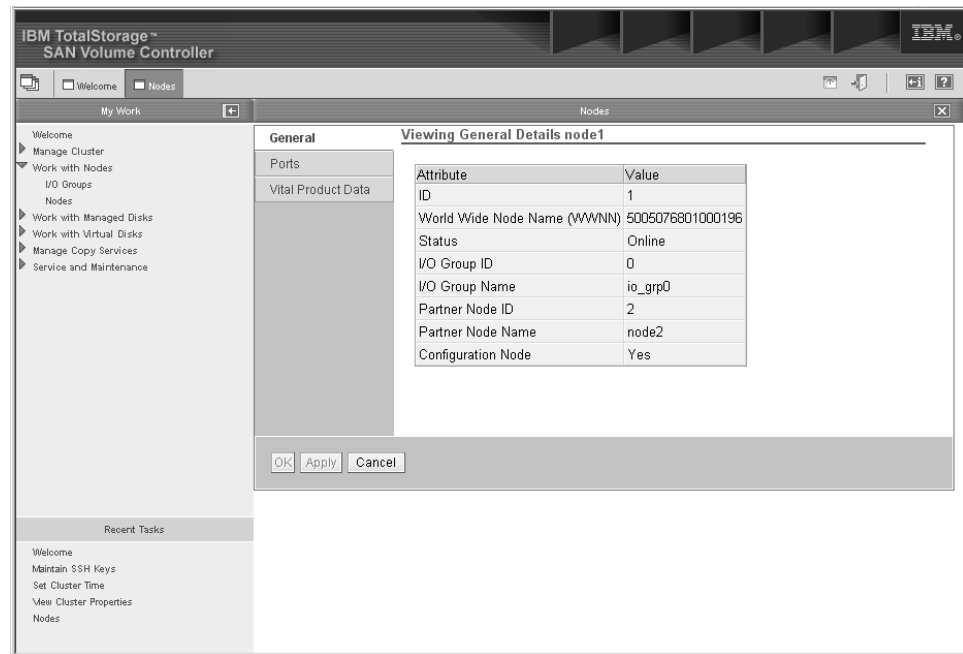 IBM TotalStorage™
SAN Volume Controller
IBM®
Welcome
Nodes
My Work
Nodes
Welcome
Manage Cluster
Work with Nodes
I/O Groups
Nodes
Work with Managed Disks
Work with Virtual Disks
Manage Copy Services
Service and Maintenance
General
Ports
Vital Product Data
Viewing General Details node1
Attribute Value
ID 1
World Wide Node Name (WWNN) 5005076801000196
Status Online
I/O Group ID 0
I/O Group Name io_grp0
Partner Node ID 2
Partner Node Name node2
Configuration Node Yes
OK Apply Cancel
Recent Tasks
Welcome
Maintain SSH Keys
Set Cluster Time
View Cluster Properties
Nodes